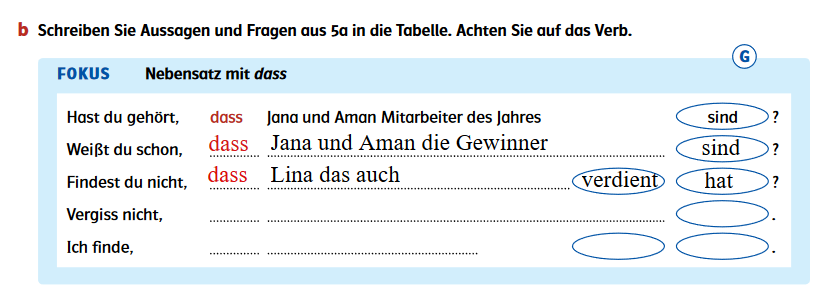 b Schreiben Sie Aussagen und Fragen aus 5a in die Tabelle. Achten Sie auf das Verb.
G
FOKUS Nebensatz mit dass
Hast du gehört, dass Jana und Aman Mitarbeiter des Jahres sind ?
Weißt du schon, dass Jana und Aman die Gewinner sind ?
Findest du nicht, dass Lina das auch verdient hat ?
Vergiss nicht, .
Ich finde, .